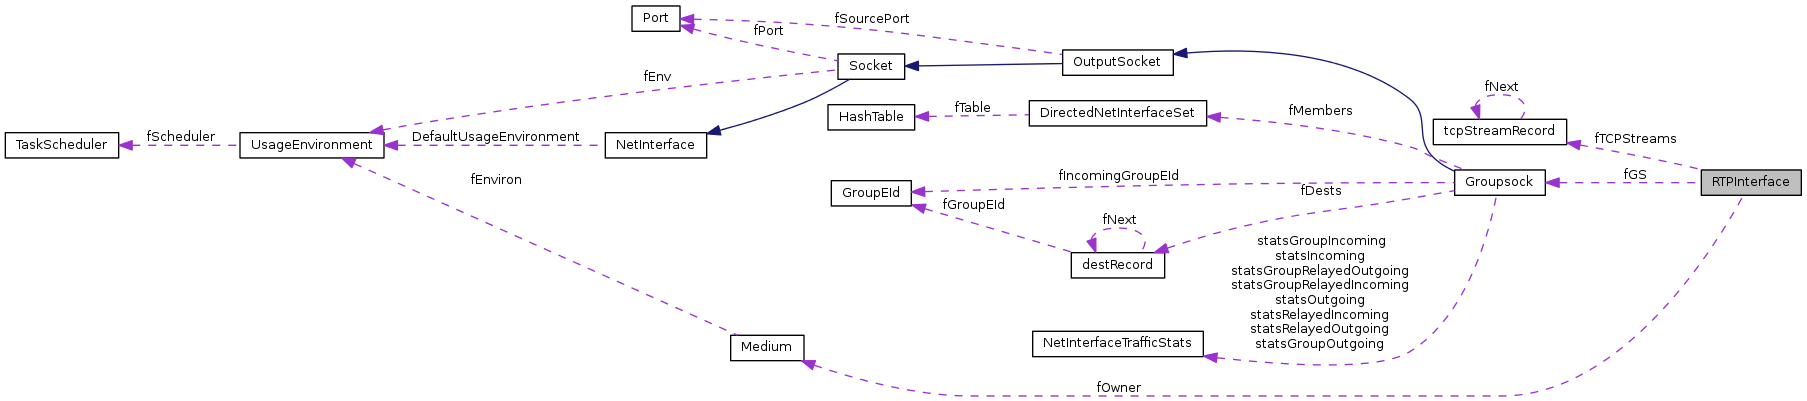 Port
fSourcePort
fPort
OutputSocket
Socket
fEnv
fNext
HashTable
fTable
DirectedNetInterfaceSet
fMembers
tcpStreamRecord
TaskScheduler
fScheduler
UsageEnvironment
DefaultUsageEnvironment
NetInterface
fTCPStreams
fEnviron
fIncomingGroupEId
Groupsock
fGS
RTPInterface
GroupEId
fGroupEId
fDests
fNext
destRecord
statsGroupIncoming
statsIncoming
statsGroupRelayedOutgoing
statsGroupRelayedIncoming
statsOutgoing
statsRelayedIncoming
statsRelayedOutgoing
statsGroupOutgoing
Medium
NetInterfaceTrafficStats
fOwner